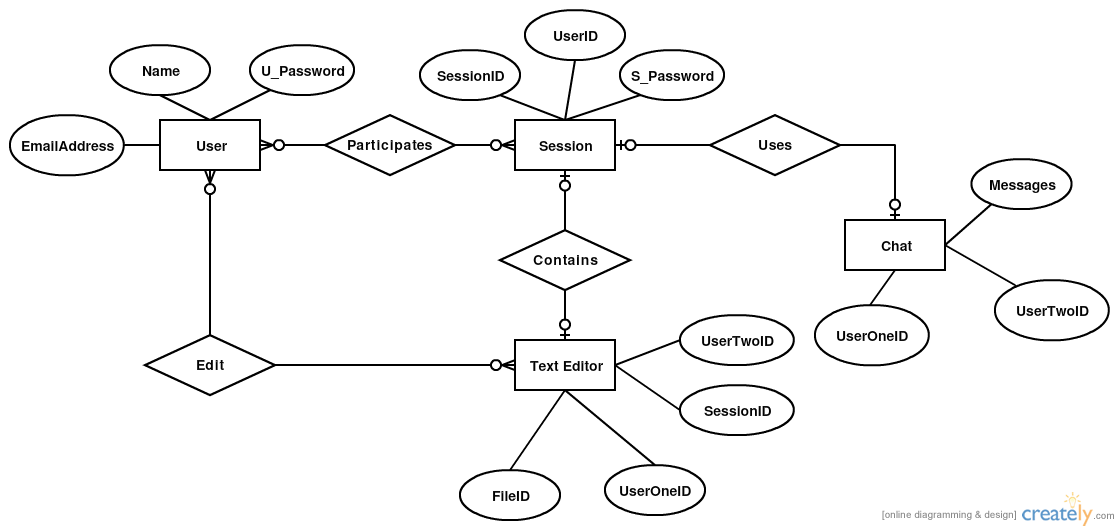 UserID
Name
U_Password
SessionID
S_Password
EmailAddress
User
Participates
Session
Uses
Messages
Chat
Contains
UserTwoID
UserOneID
UserTwoID
Edit
Text Editor
SessionID
FileID
UserOneID
[online diagramming & design] creately.com